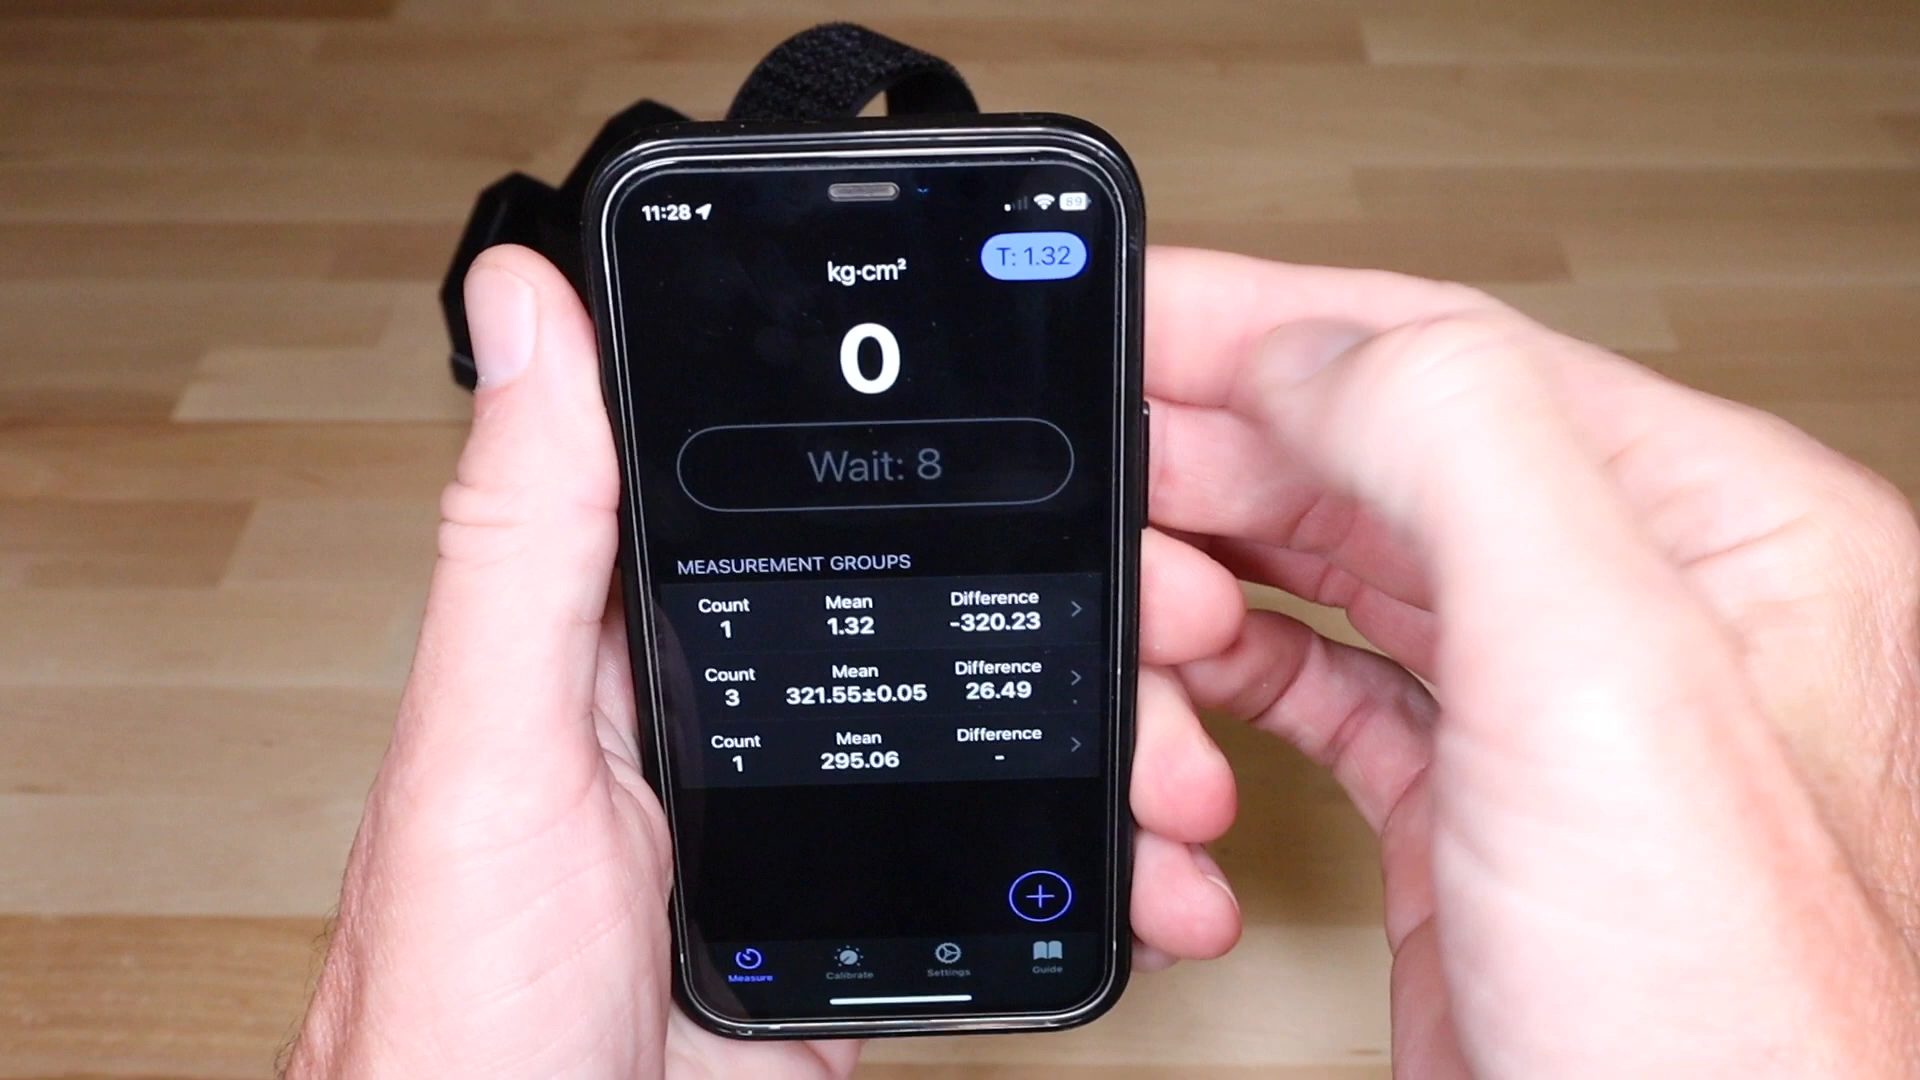 11:28 89
T: 1.32
kg·cm²
0
Wait: 8
MEASUREMENT GROUPS
Count Mean Difference
1 1.32 -320.23
Count Mean Difference
3 321.55±0.05 26.49
Count Mean Difference
1 295.06 -
Measure Calibrate Settings Guide